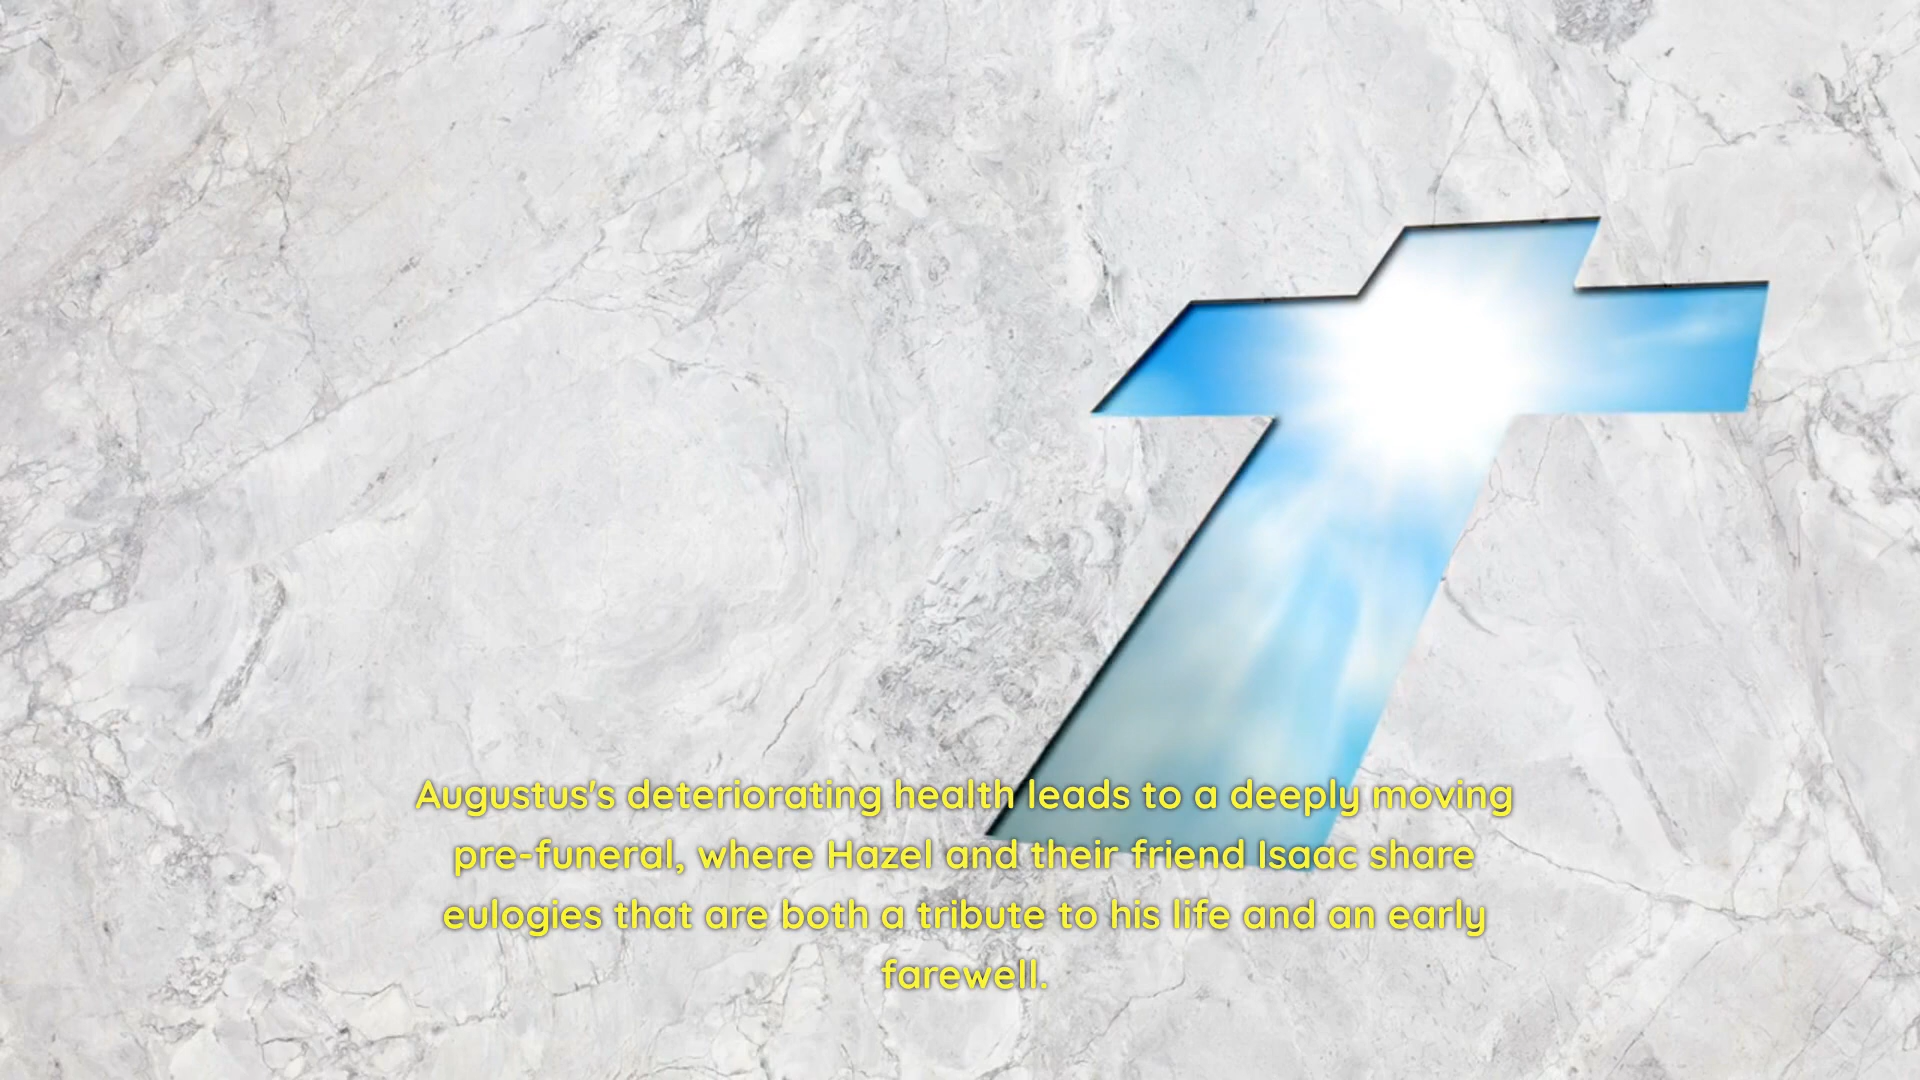 Augustus's deteriorating health leads to a deeply moving
pre-funeral, where Hazel and their friend Isaac share
eulogies that are both a tribute to his life and an early
farewell.